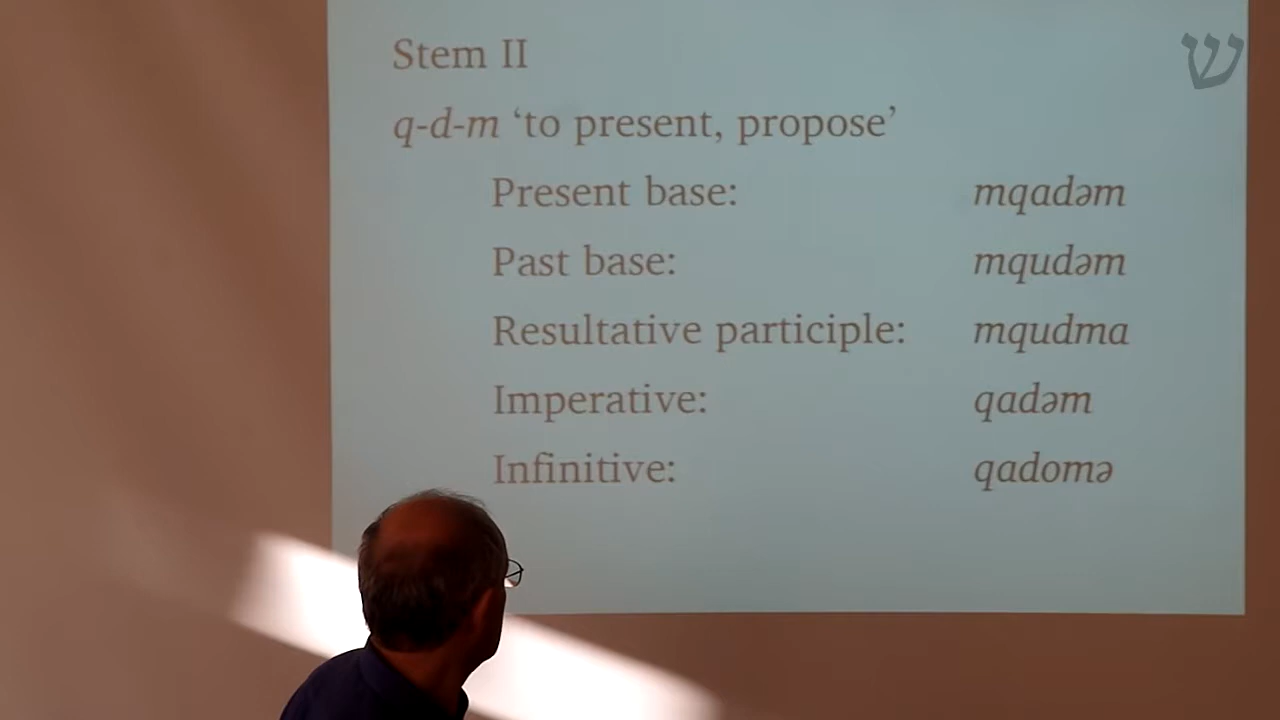 ש
Stem II
q-d-m ‘to present, propose’
Present base: mqadəm
Past base: mqudəm
Resultative participle: mqudma
Imperative: qadəm
Infinitive: qadomə